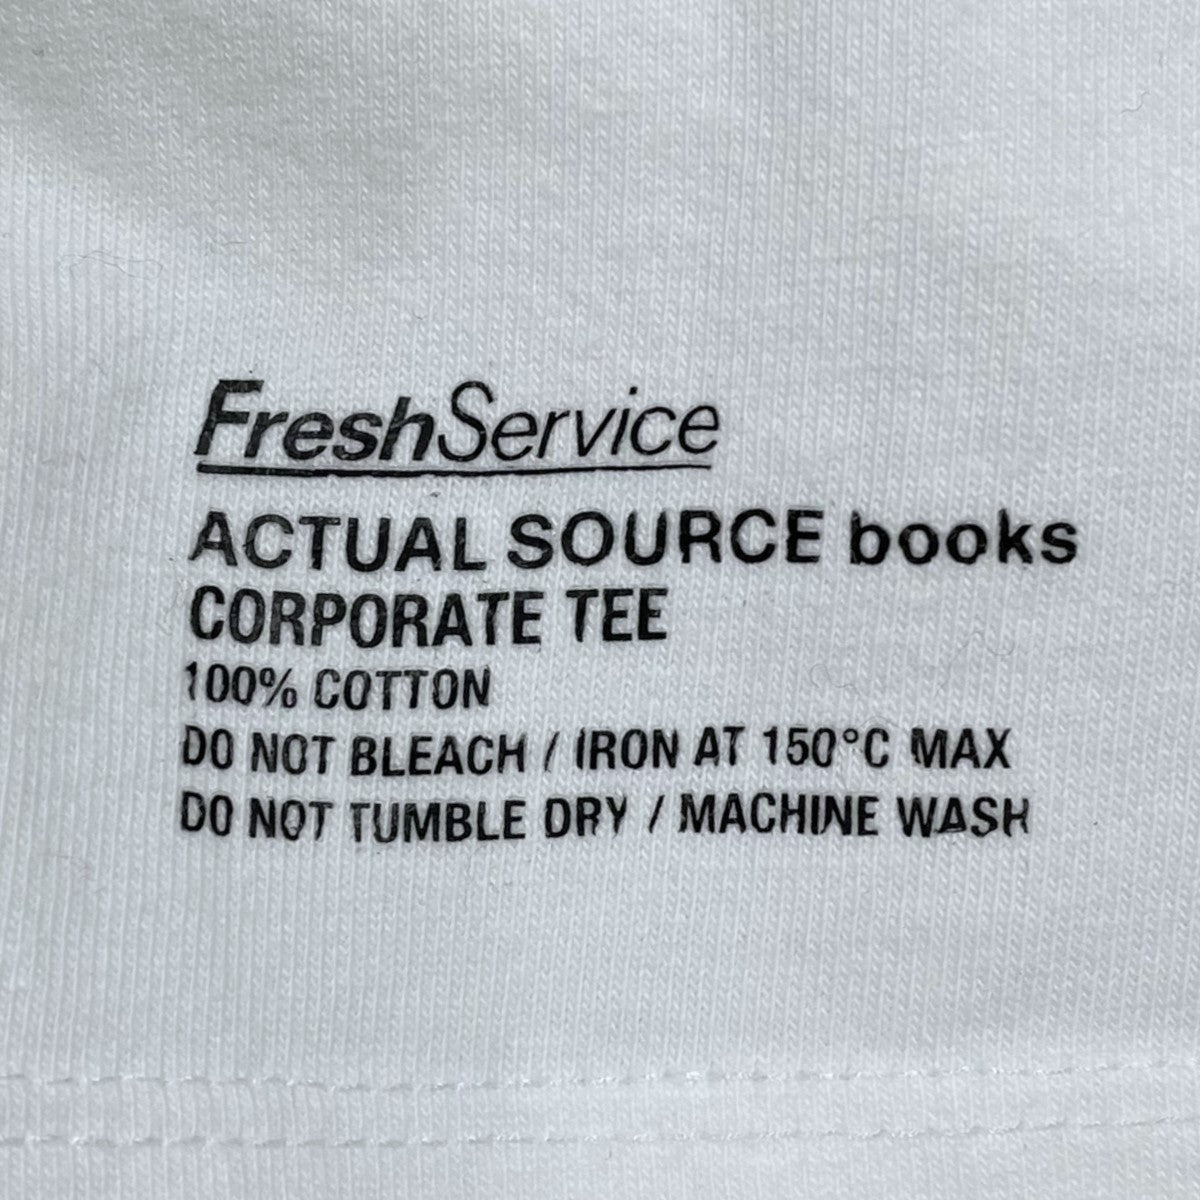 FreshService
ACTUAL SOURCE books
CORPORATE TEE
100% COTTON
DO NOT BLEACH / IRON AT 150°C MAX
DO NOT TUMBLE DRY / MACHINE WASH